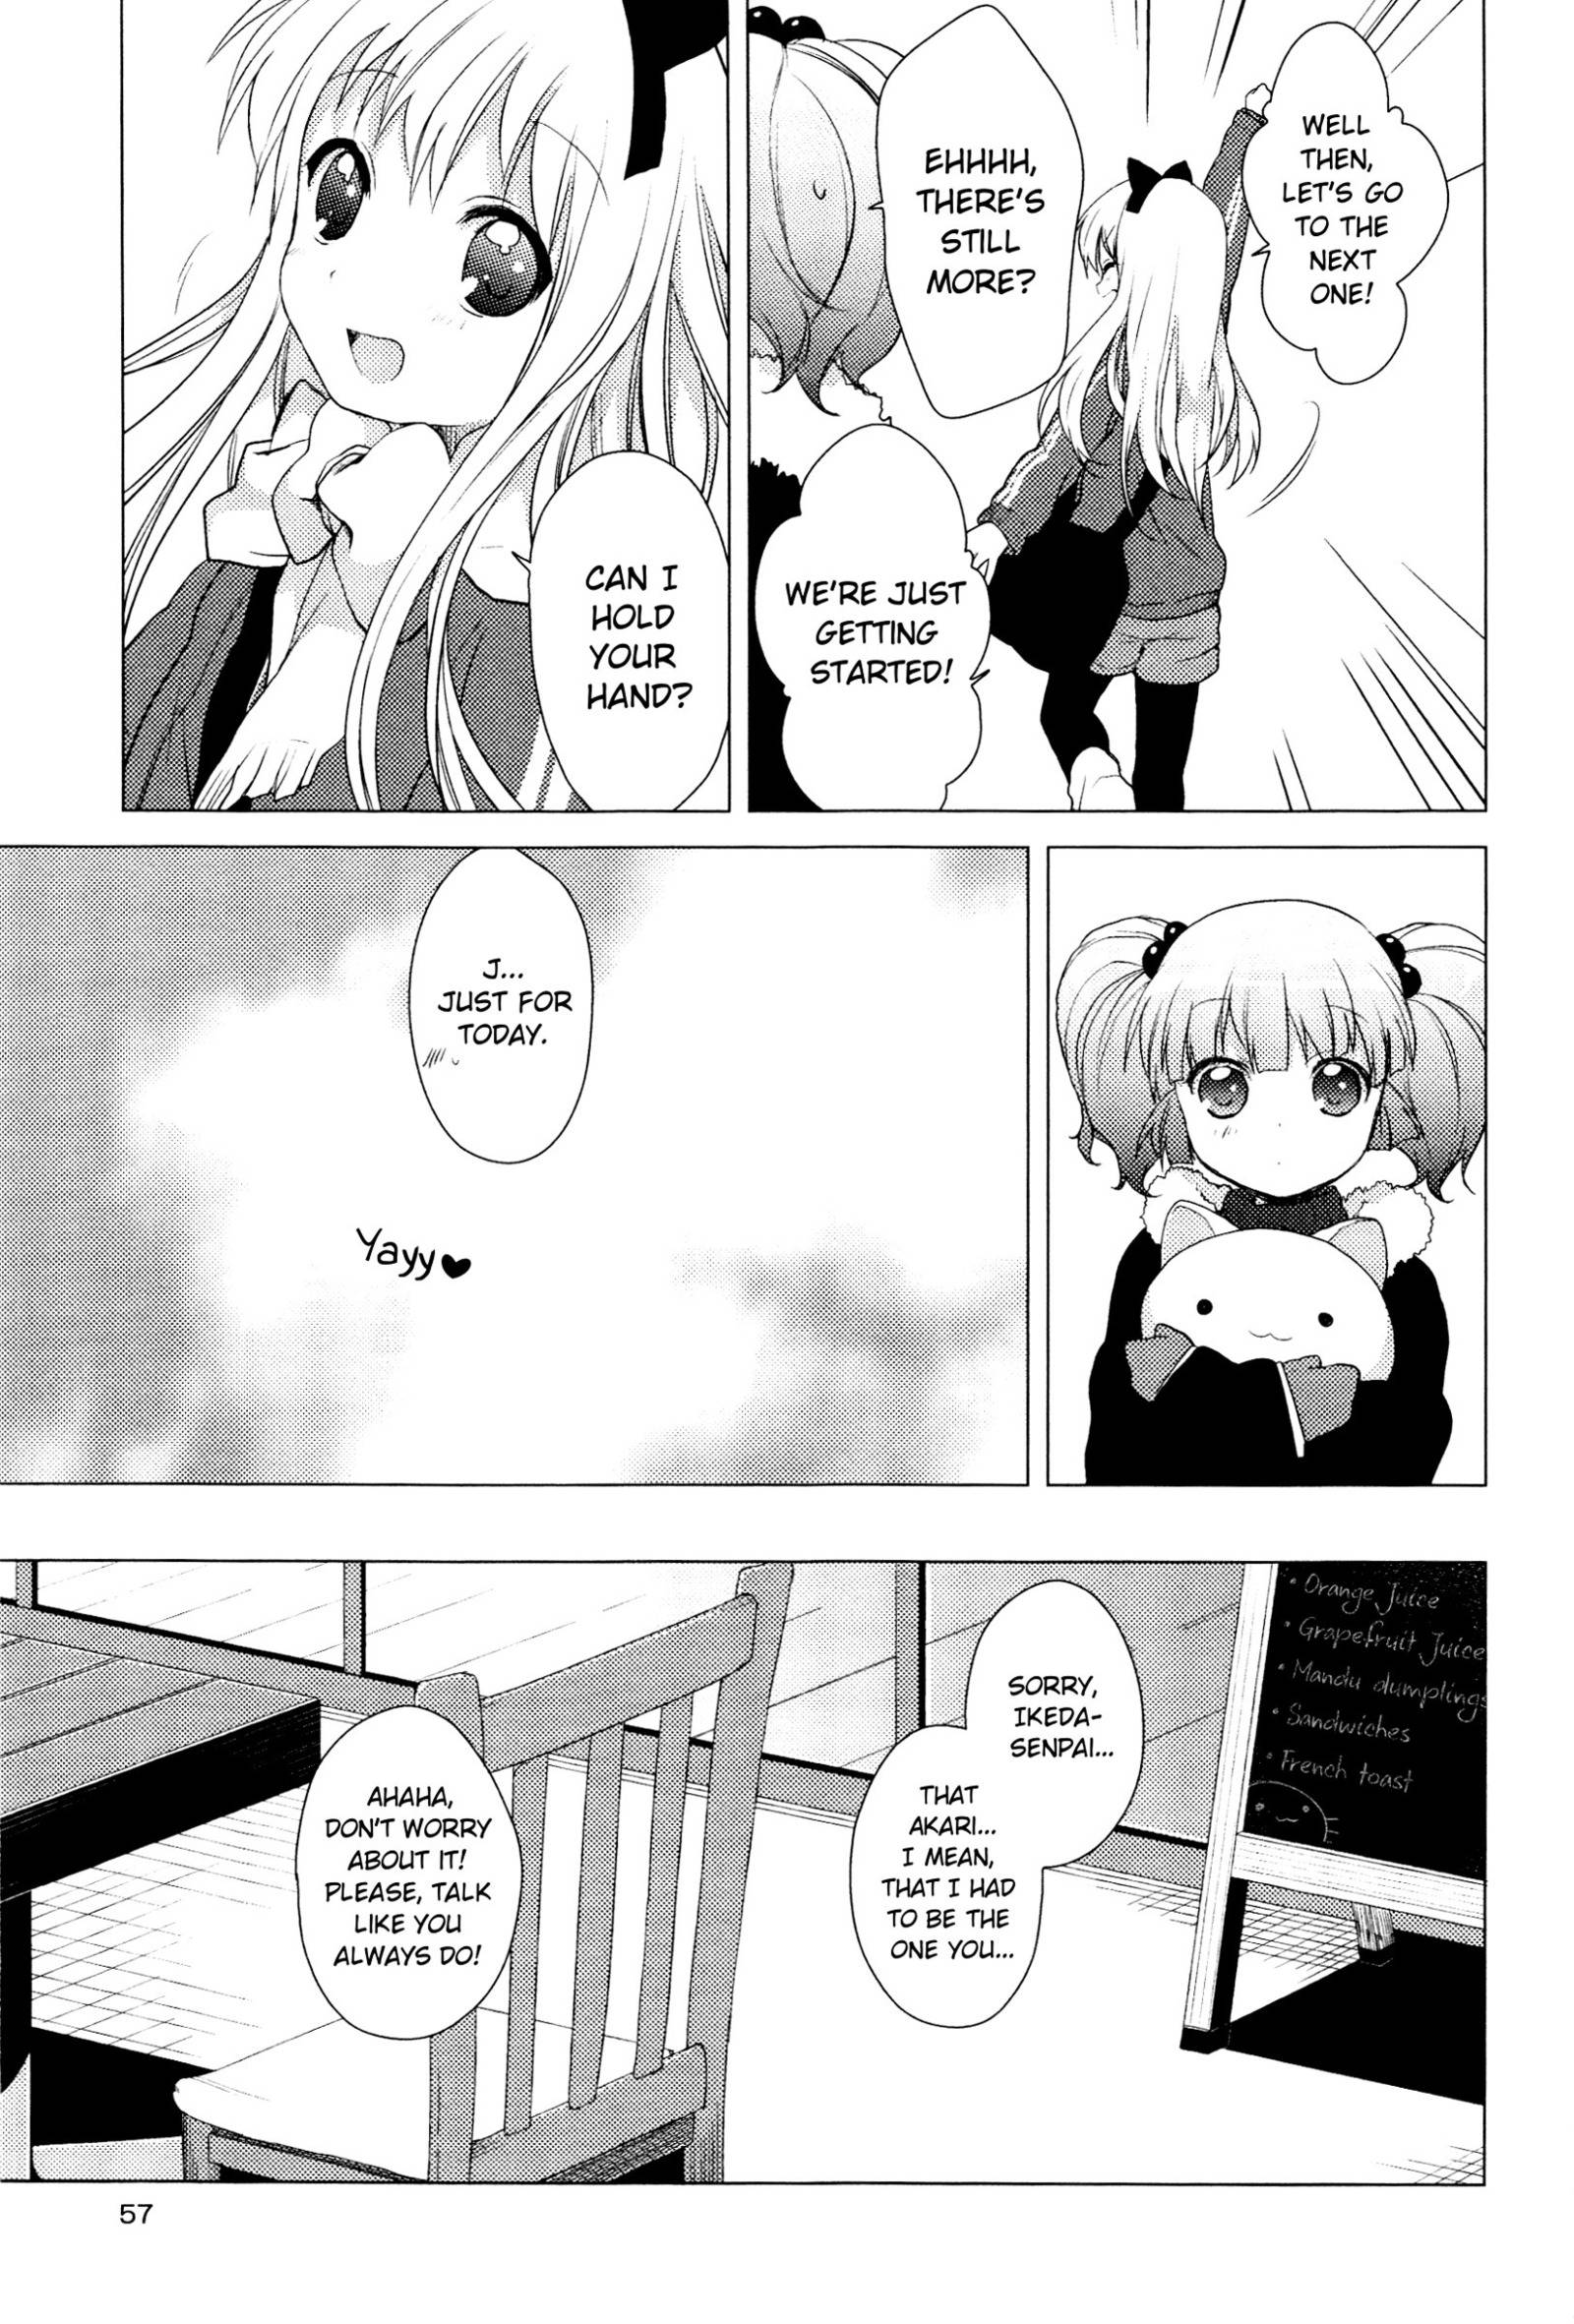 WELL
THEN,
LET'S GO
TO THE
NEXT
ONE!
EHHHH,
THERE'S
STILL
MORE?
WE'RE JUST
GETTING
STARTED!
CAN I
HOLD
YOUR
HAND?
J...
JUST FOR
TODAY.
Yayy♥
• Orange Juice
• Grapefruit Juice
• Mandu dumplings
• Sandwiches
• French toast
SORRY,
IKEDA-
SENPAI...
THAT
AKARI...
I MEAN,
THAT I HAD
TO BE THE
ONE YOU...
AHAHA,
DON'T WORRY
ABOUT IT!
PLEASE, TALK
LIKE YOU
ALWAYS DO!
57